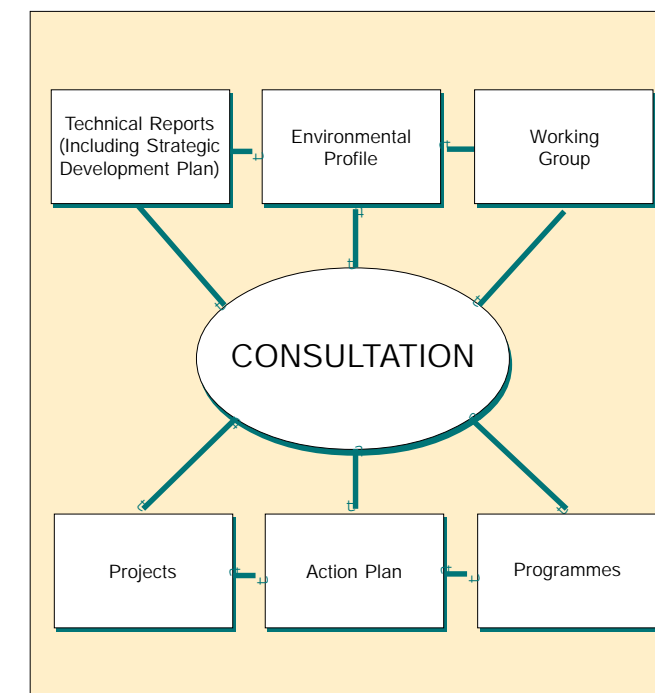 Technical Reports
(Including Strategic
Development Plan)
Environmental
Profile
Working
Group
CONSULTATION
Projects
Action Plan
Programmes